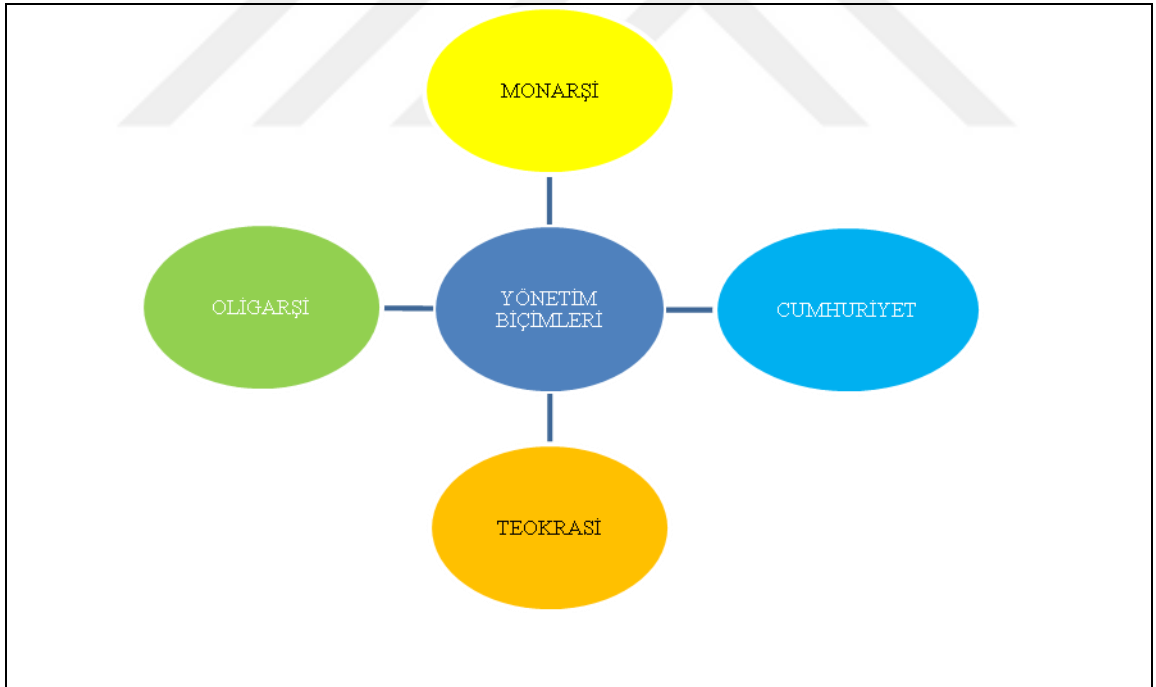 MONARŞİ
OLİGARŞİ
YÖNETİM
BİÇİMLERİ
CUMHURİYET
TEOKRASİ